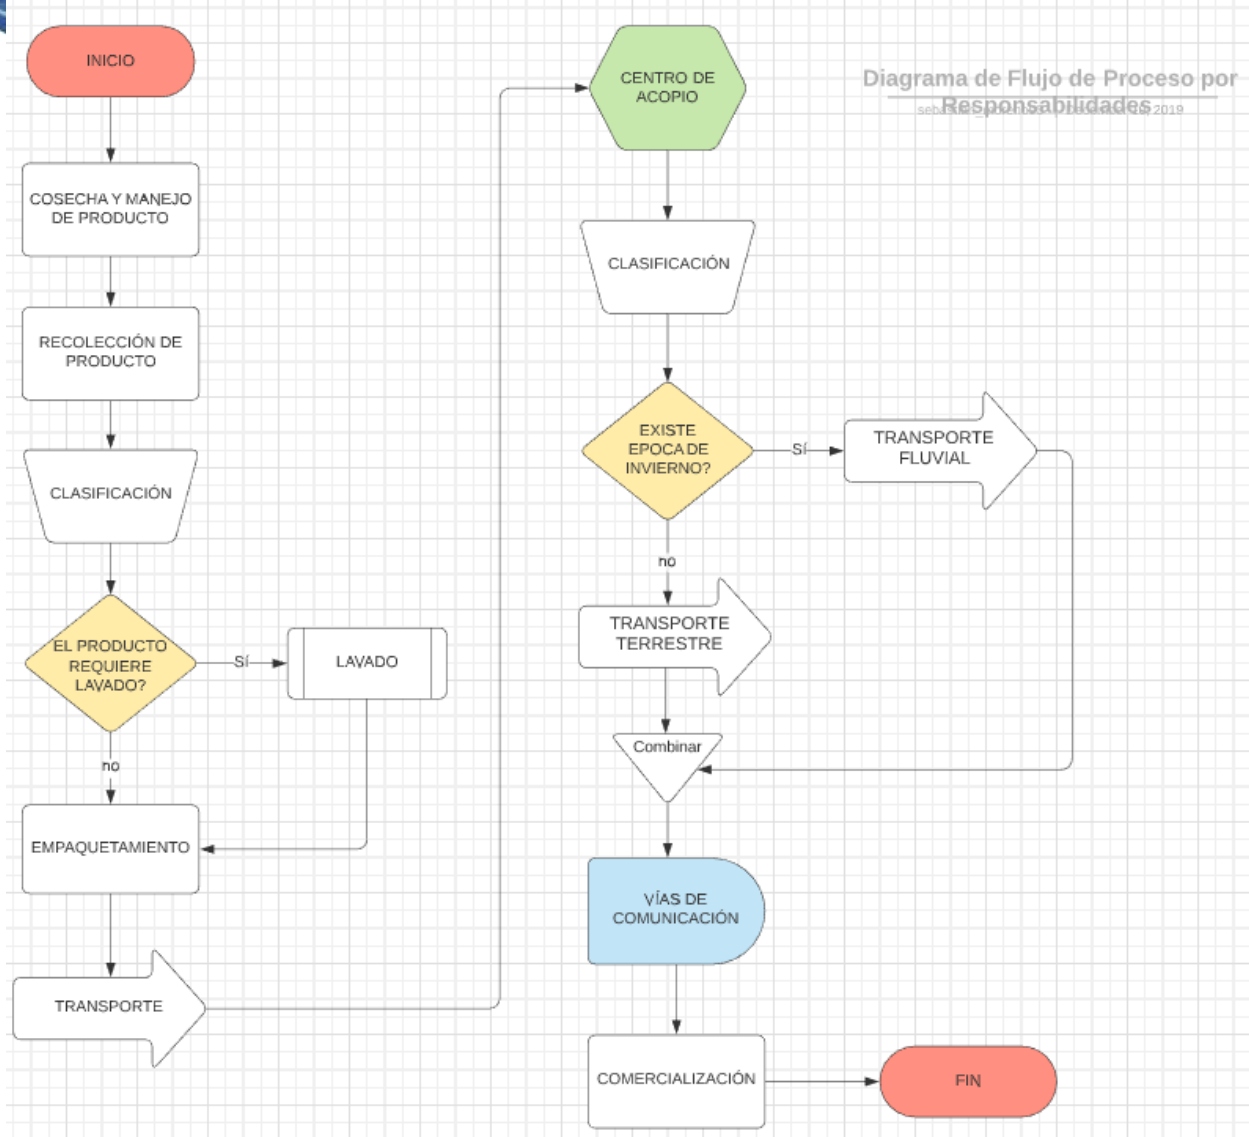 INICIO
COSECHA Y MANEJO
DE PRODUCTO
RECOLECCIÓN DE
PRODUCTO
CLASIFICACIÓN
EL PRODUCTO
REQUIERE
LAVADO?
Sí
LAVADO
no
EMPAQUETAMIENTO
TRANSPORTE
CENTRO DE
ACOPIO
CLASIFICACIÓN
EXISTE
EPOCA DE
INVIERNO?
Sí
TRANSPORTE
FLUVIAL
no
TRANSPORTE
TERRESTRE
Combinar
VÍAS DE
COMUNICACIÓN
COMERCIALIZACIÓN
FIN
Diagrama de Flujo de Proceso por
Responsabilidades
2019